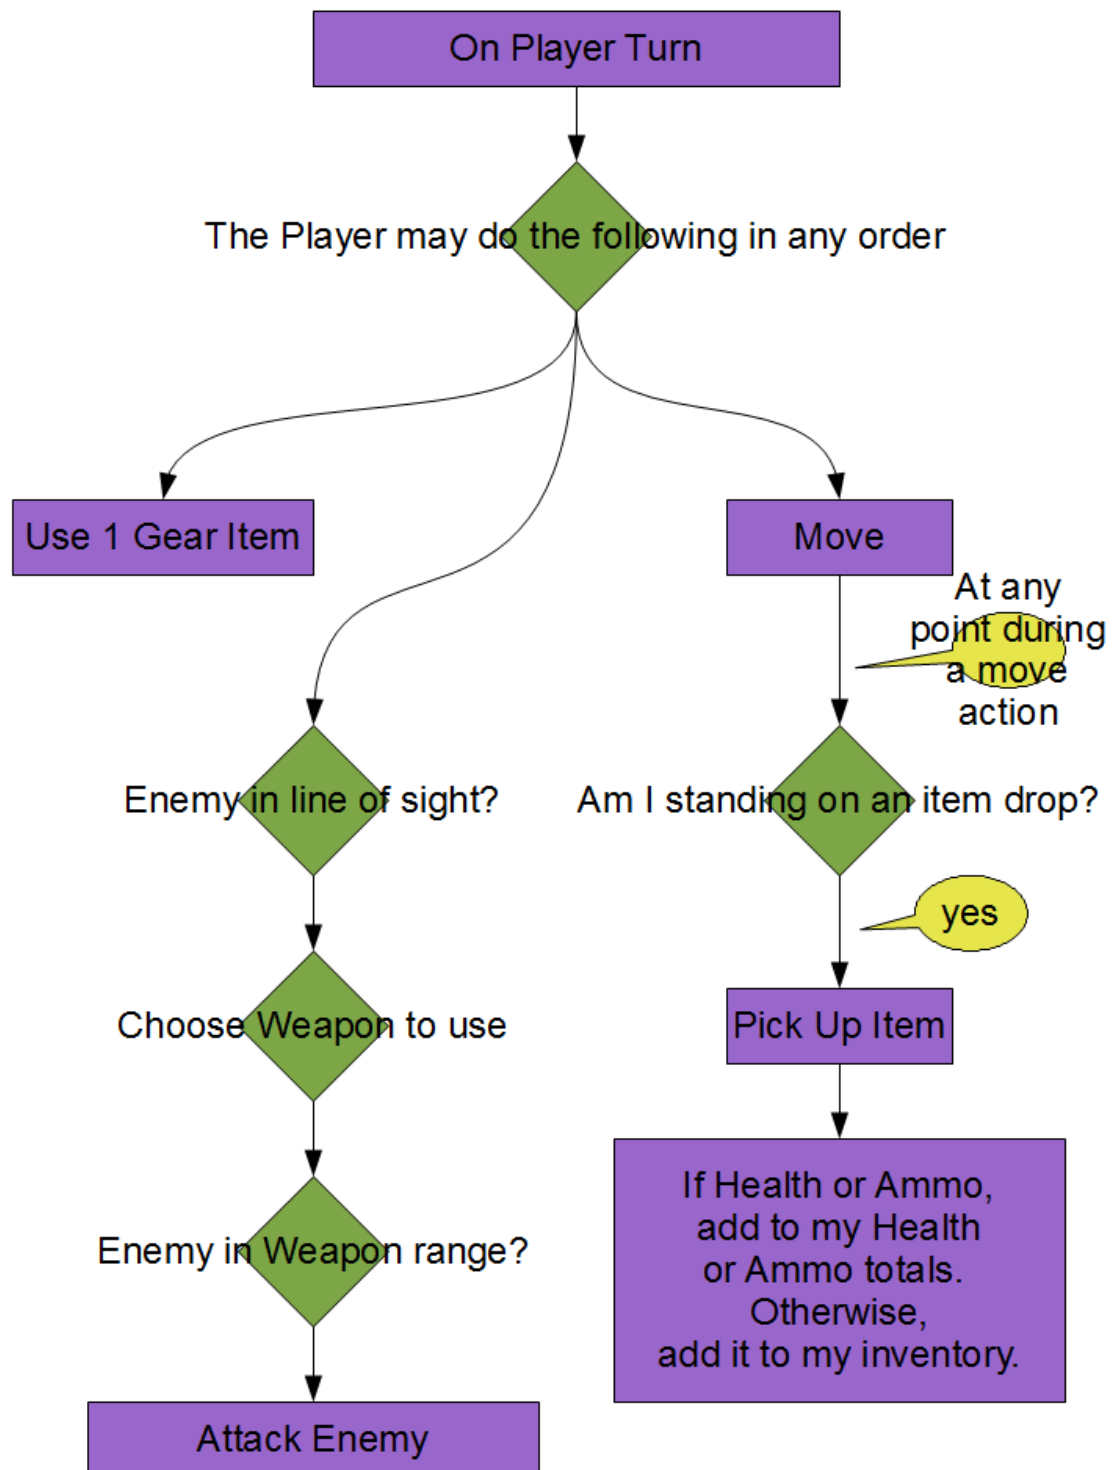 On Player Turn
The Player may do the following in any order
Use 1 Gear Item
Move
At any
point during
a move
action
Enemy in line of sight?
Am I standing on an item drop?
yes
Choose Weapon to use
Pick Up Item
Enemy in Weapon range?
If Health or Ammo,
add to my Health
or Ammo totals.
Otherwise,
add it to my inventory.
Attack Enemy